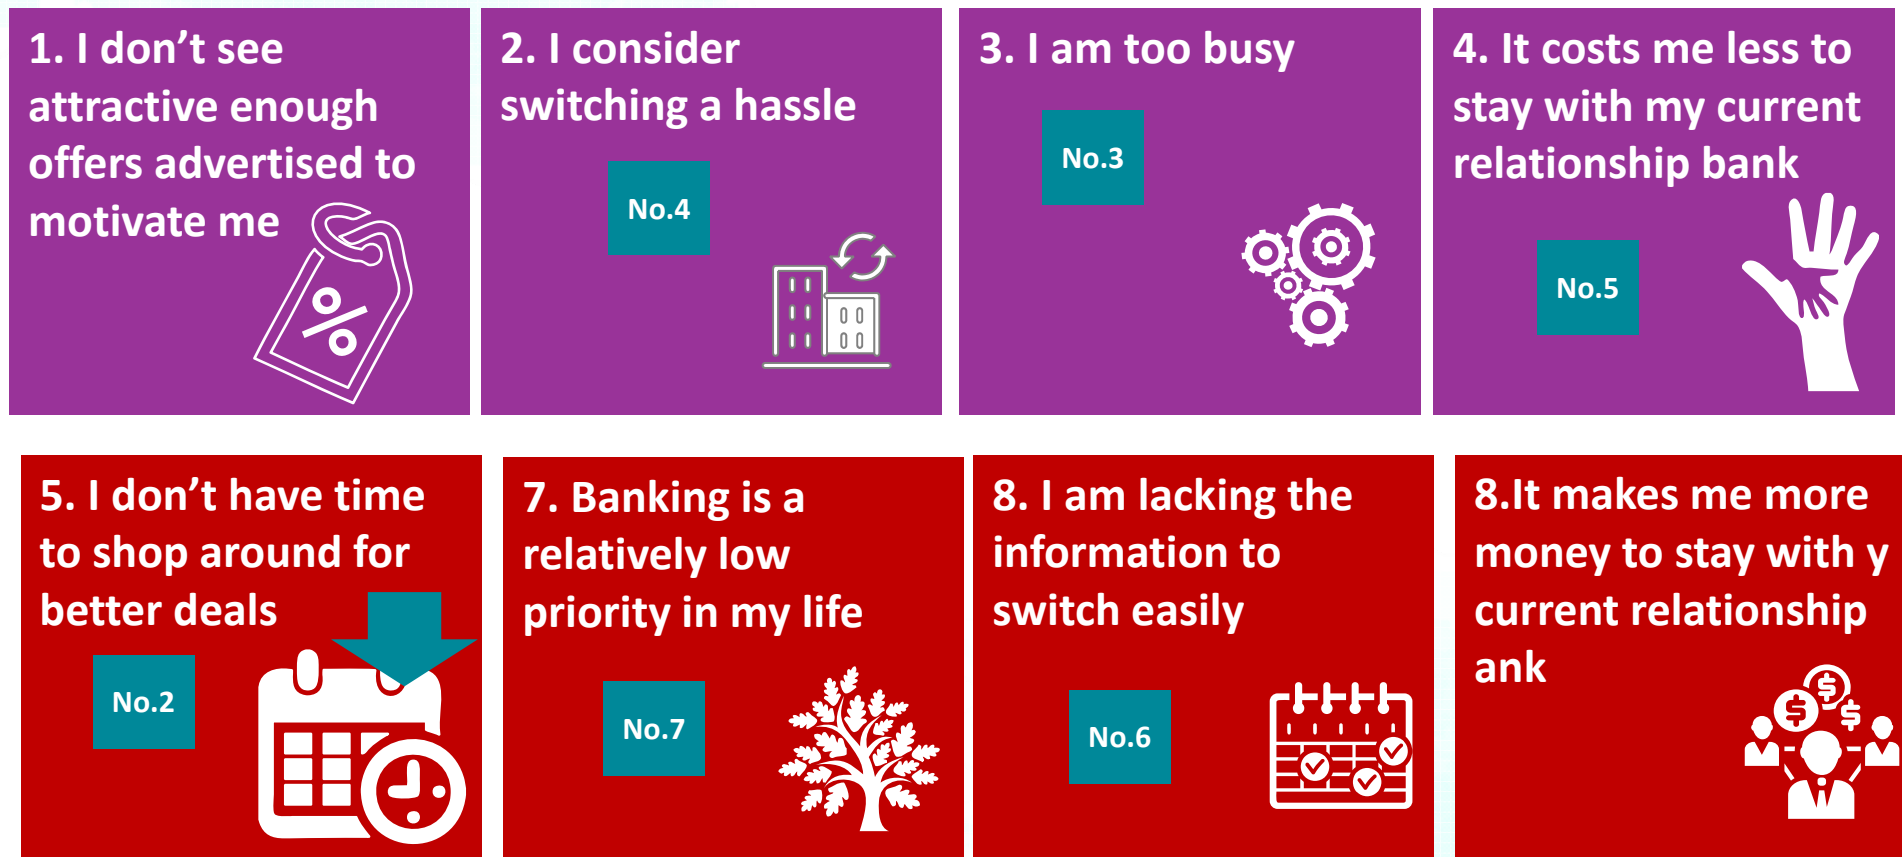 1. I don't see
attractive enough
offers advertised to
motivate me
%
2. I consider
switching a hassle
No.4
3. I am too busy
No.3
4. It costs me less to
stay with my current
relationship bank
No.5
5. I don't have time
to shop around for
better deals
No.2
7. Banking is a
relatively low
priority in my life
No.7
8. I am lacking the
information to
switch easily
No.6
8.It makes me more
money to stay with y
current relationship
ank
$
$
$